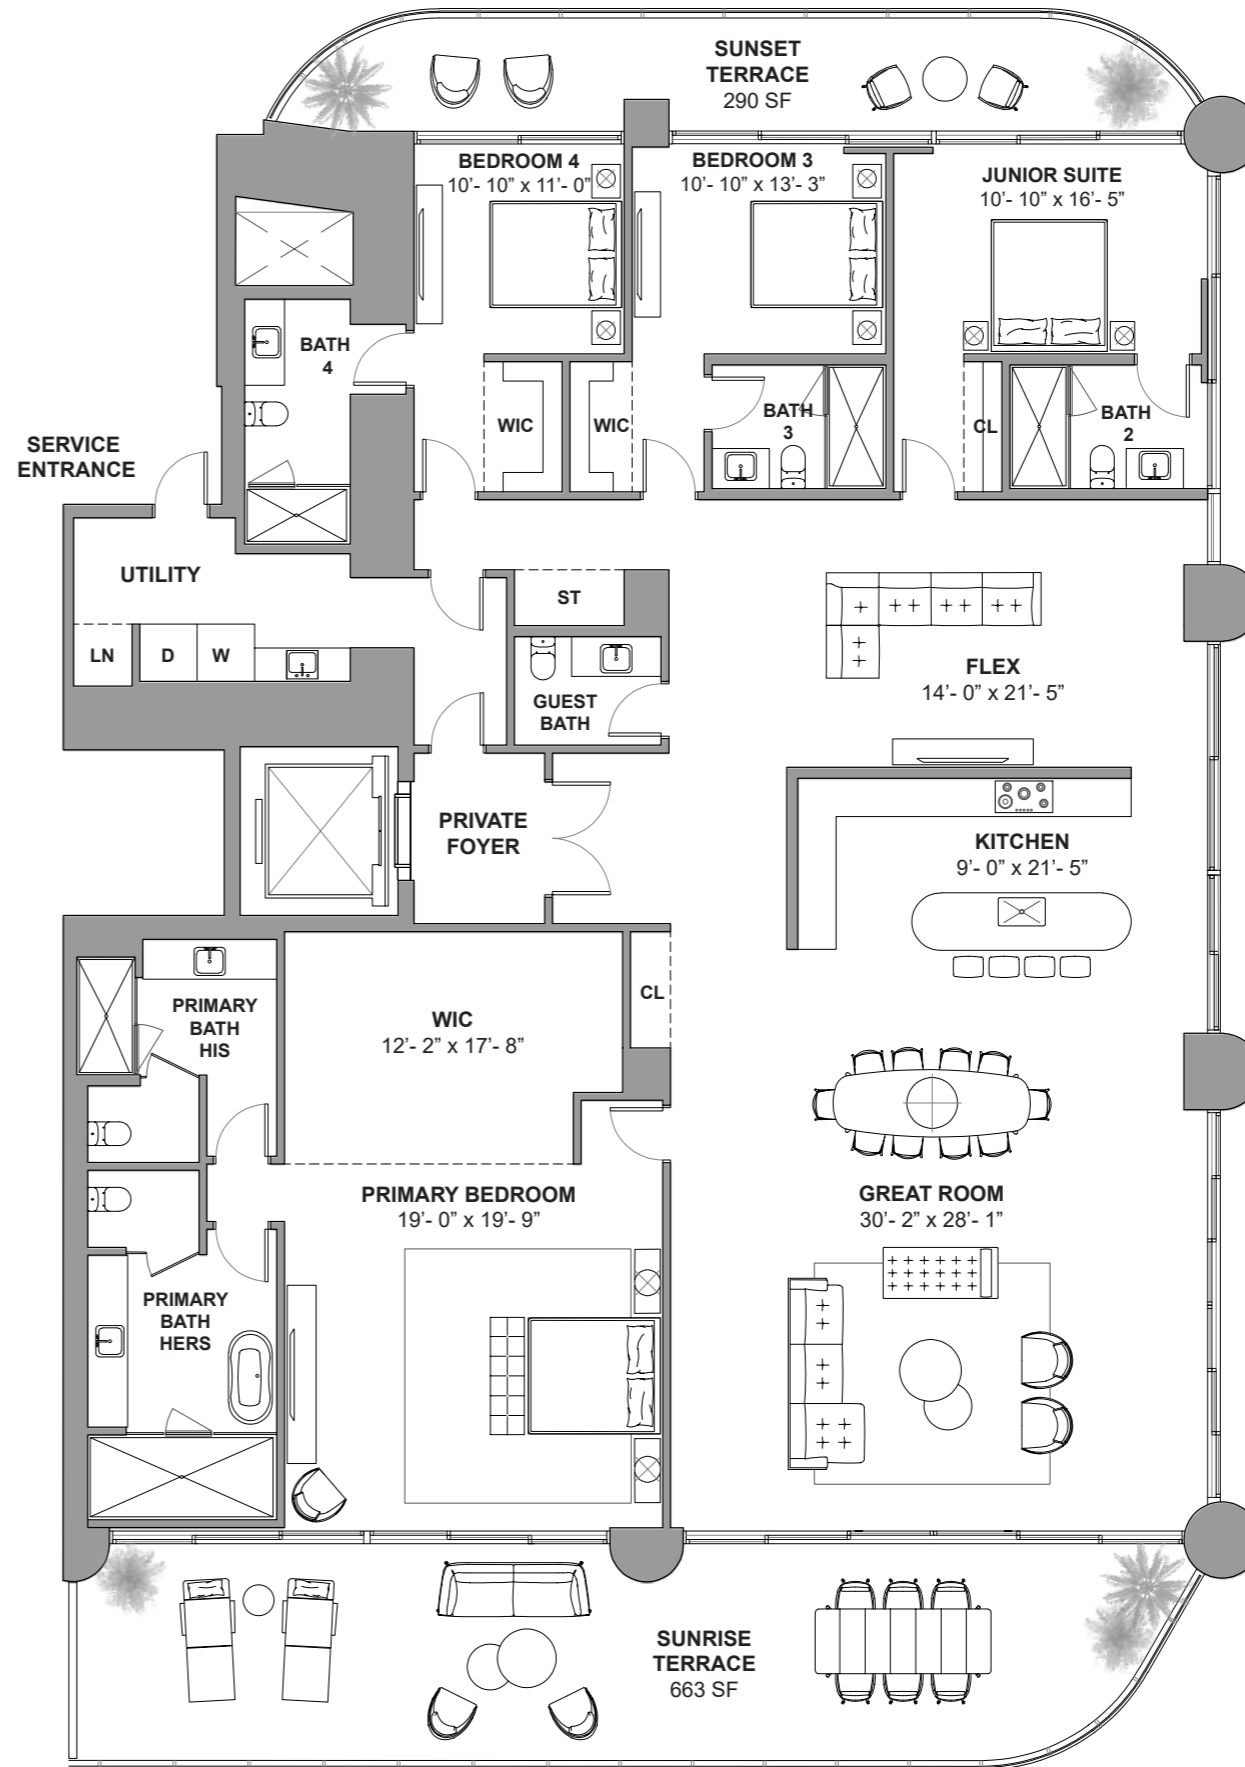 SUNSET
TERRACE
290 SF
BEDROOM 4
10’- 10” x 11’- 0”
BEDROOM 3
10’- 10” x 13’- 3”
JUNIOR SUITE
10’- 10” x 16’- 5”
BATH
4
WIC
WIC
BATH
3
CL
BATH
2
SERVICE
ENTRANCE
UTILITY
ST
LN
D
W
GUEST
BATH
FLEX
14’- 0” x 21’- 5”
PRIVATE
FOYER
KITCHEN
9’- 0” x 21’- 5”
PRIMARY
BATH
HIS
WIC
12’- 2” x 17’- 8”
CL
PRIMARY BEDROOM
19’- 0” x 19’- 9”
GREAT ROOM
30’- 2” x 28’- 1”
PRIMARY
BATH
HERS
SUNRISE
TERRACE
663 SF